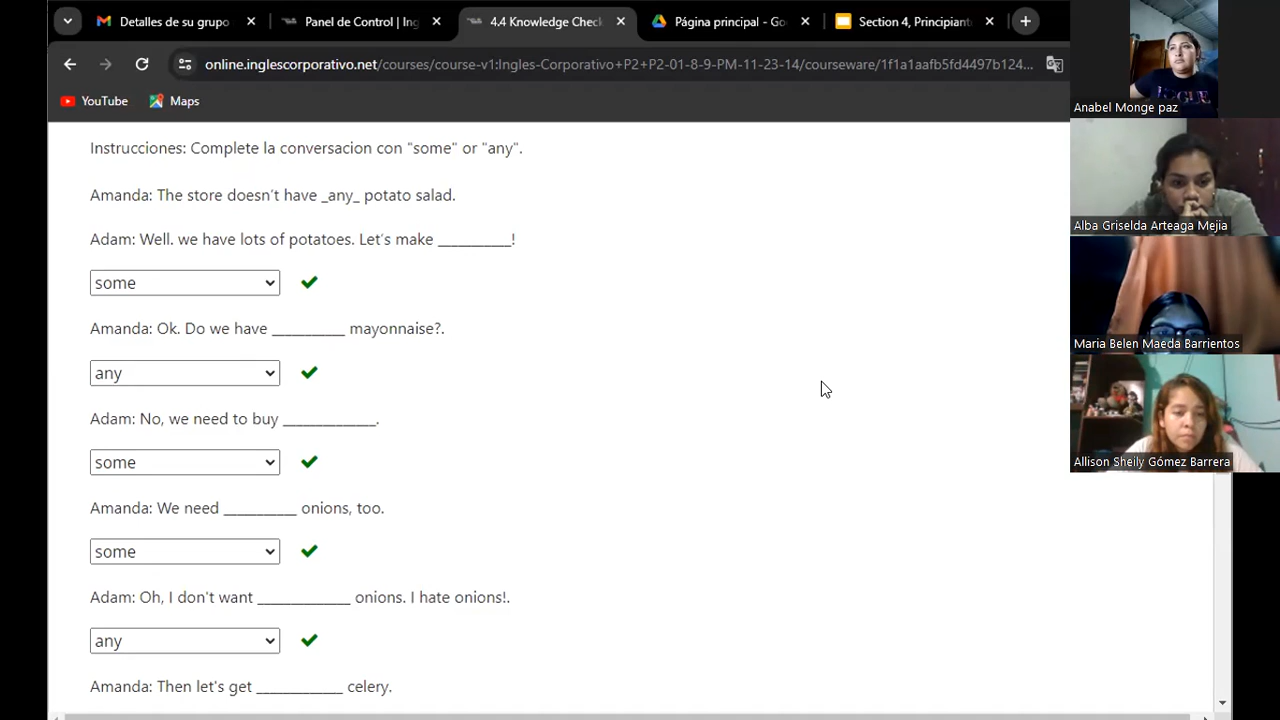 Detalles de su grupo
Panel de Control | Ing
4.4 Knowledge Check
Página principal - Go
Section 4, Principiant
online.inglescorporativo.net/courses/course-v1:Ingles-Corporativo+P2+P2-01-8-9-PM-11-23-14/courseware/1f1a1aafb5fd4497b124...
YouTube
Maps
Instrucciones: Complete la conversacion con "some" or "any".
Amanda: The store doesn't have _any_ potato salad.
Adam: Well. we have lots of potatoes. Let's make ___________!
some
Amanda: Ok. Do we have ___________ mayonnaise?.
any
Adam: No, we need to buy ______________.
some
Amanda: We need ___________ onions, too.
some
Adam: Oh, I don't want ______________ onions. I hate onions!.
any
Amanda: Then let's get _____________ celery.
Anabel Monge paz
Alba Griselda Arteaga Mejia
Maria Belen Maeda Barrientos
Allison Sheily Gómez Barrera